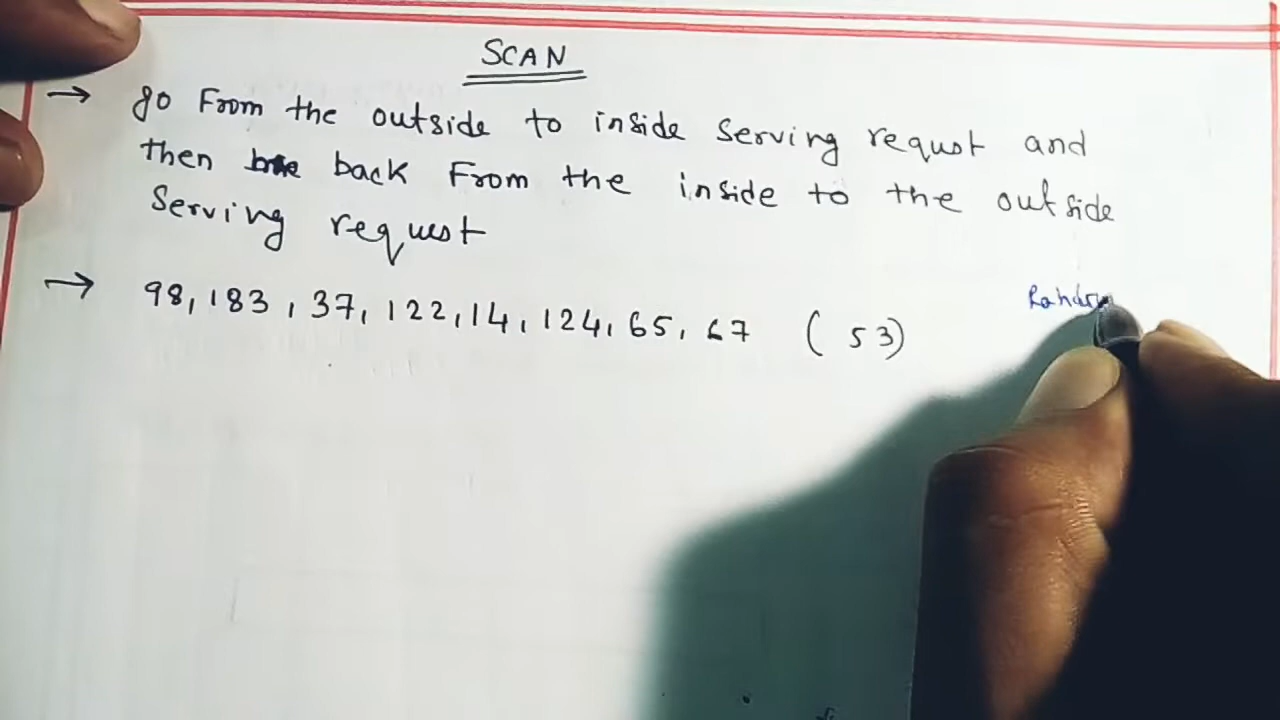 SCAN
→ go From the outside to inside serving requst and
then back From the inside to the outside
Serving request
→ 98, 183, 37, 122, 14, 124, 65, 67 (53)